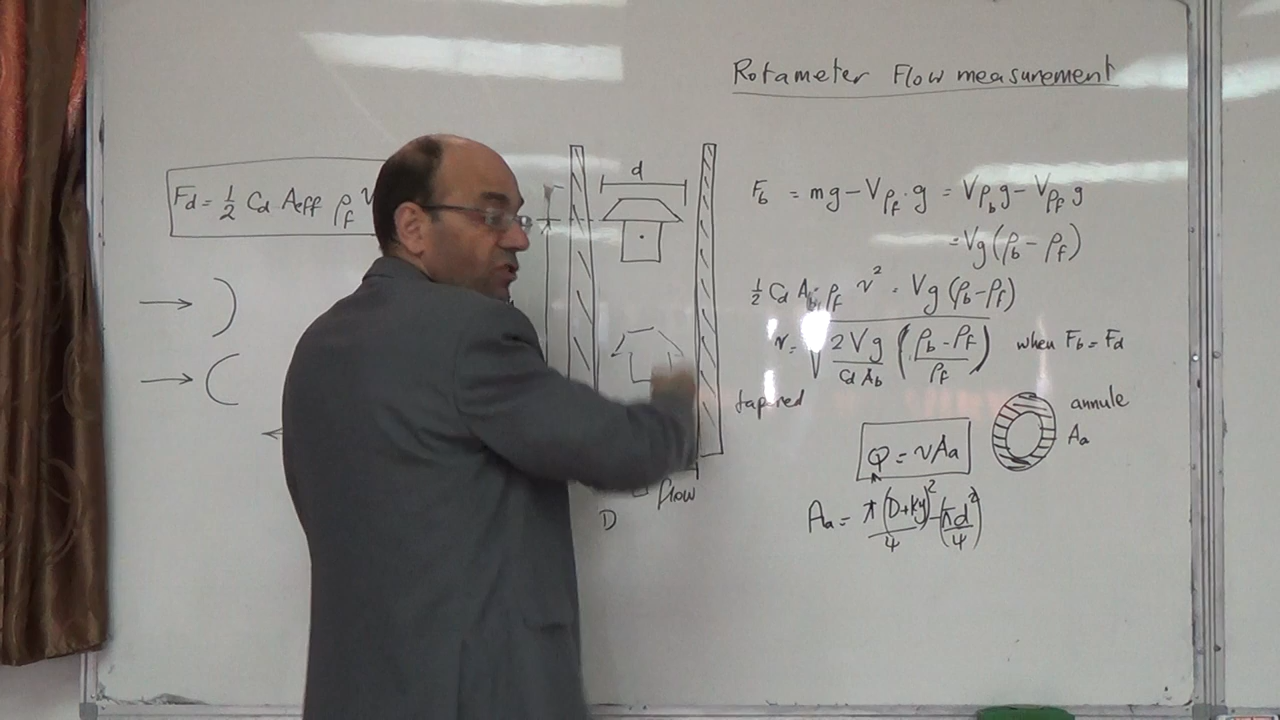 Rotameter Flow measurement
Fd = 1/2 Cd Aeff ρf v
d
Fb = mg - Vρf·g = Vρbg - Vρfg
= Vg(ρb - ρf)
1/2 Cd Ab ρf v² = Vg(ρb-ρf)
v = √ 2Vg/Cd Ab (ρb-ρf/ρf) when Fb = Fd
tapered
annule
Aa
Q = vAa
flow
D
Aa = π(D+ky)²/4 - (πd²/4)